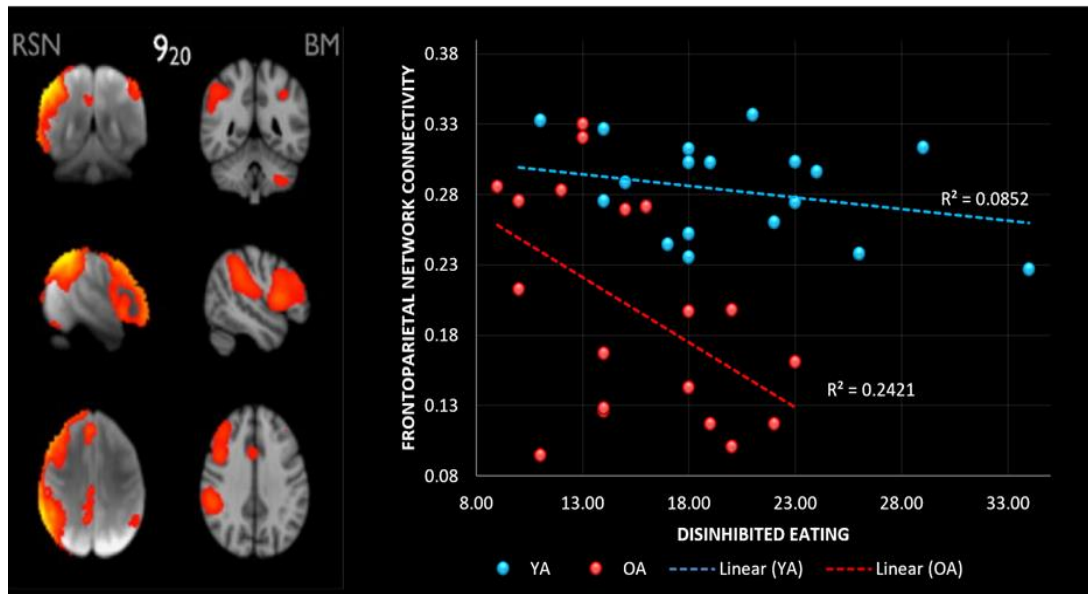 RSN 9₂₀ BM
FRONTOPARIETAL NETWORK CONNECTIVITY
0.38
0.33
0.28
0.23
0.18
0.13
0.08
R² = 0.0852
R² = 0.2421
8.00 13.00 18.00 23.00 28.00 33.00
DISINHIBITED EATING
YA OA Linear (YA) Linear (OA)